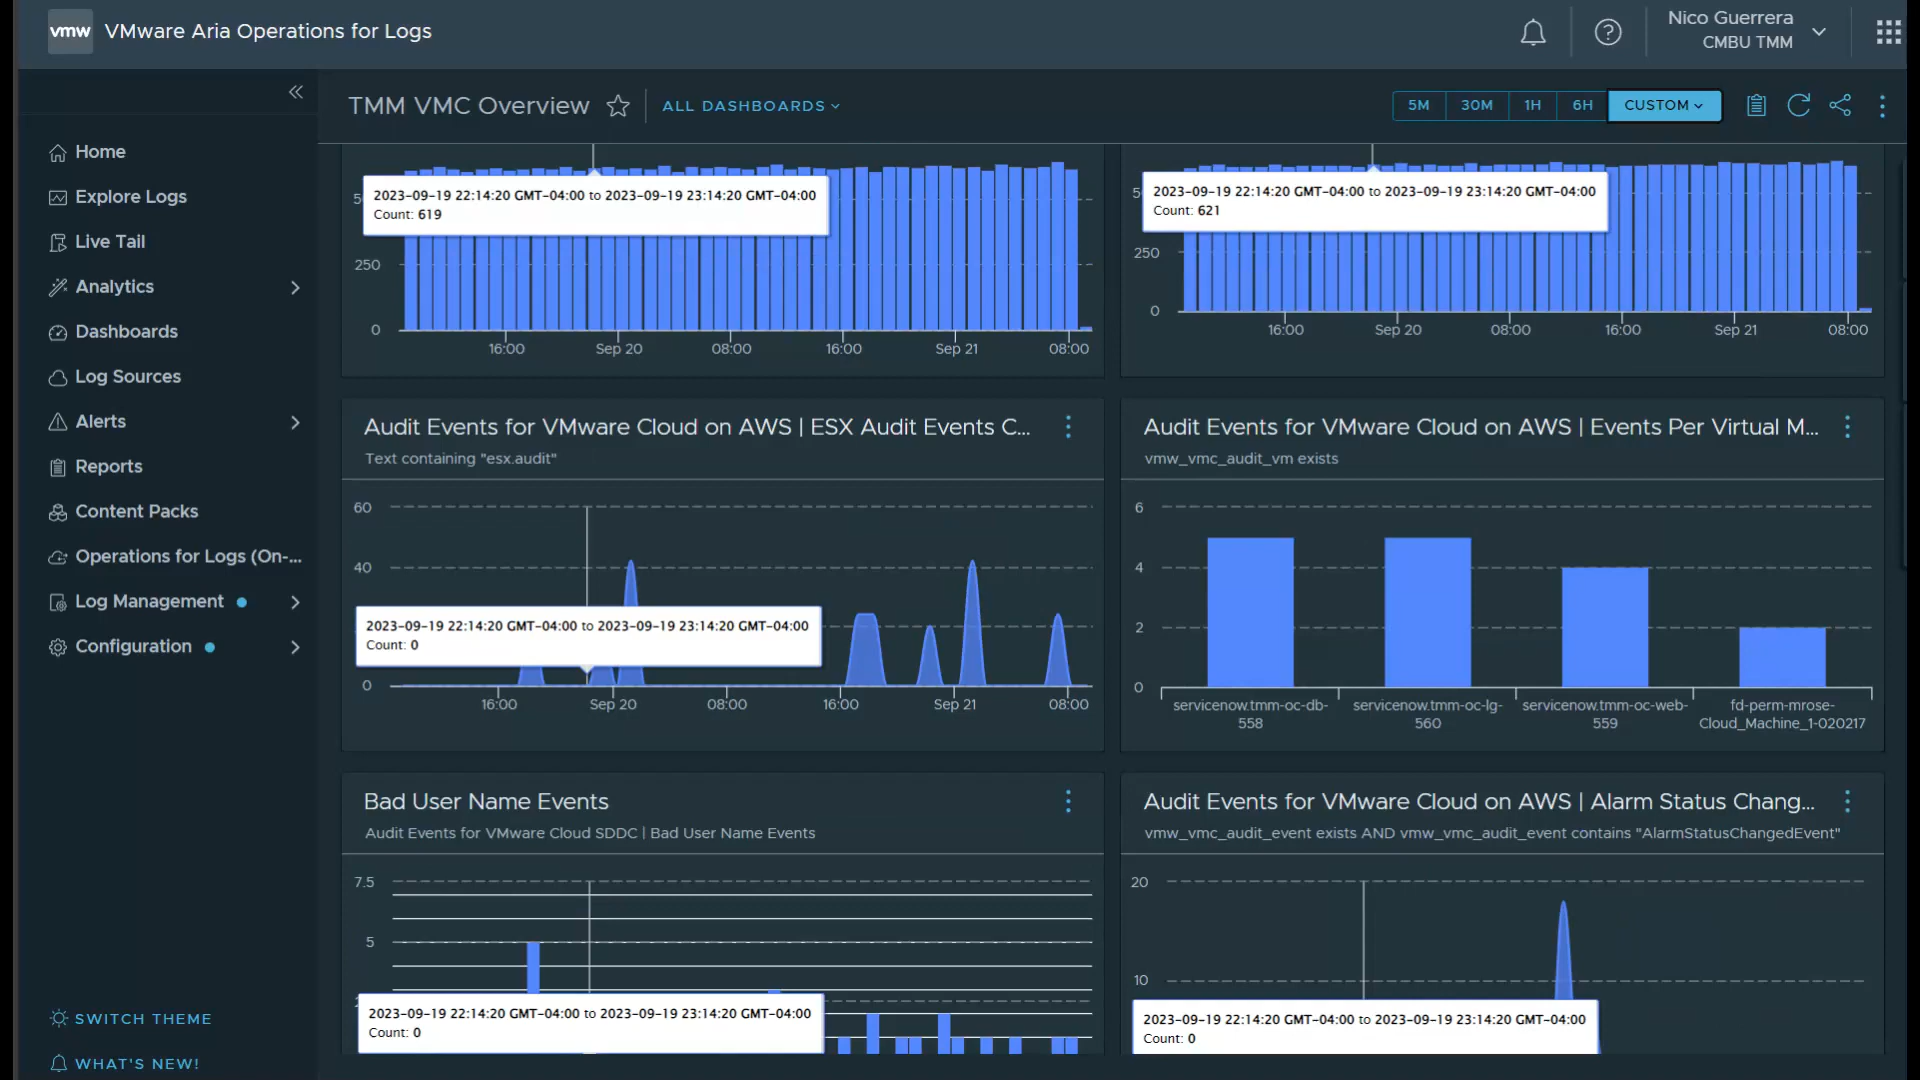 vmw VMware Aria Operations for Logs
Nico Guerrera
CMBU TMM
Home
Explore Logs
Live Tail
Analytics
Dashboards
Log Sources
Alerts
Reports
Content Packs
Operations for Logs (On-...
Log Management
Configuration
SWITCH THEME
WHAT'S NEW!
TMM VMC Overview
ALL DASHBOARDS
5M 30M 1H 6H CUSTOM
2023-09-19 22:14:20 GMT-04:00 to 2023-09-19 23:14:20 GMT-04:00
Count: 619
250
0
16:00 Sep 20 08:00 16:00 Sep 21 08:00
2023-09-19 22:14:20 GMT-04:00 to 2023-09-19 23:14:20 GMT-04:00
Count: 621
250
0
16:00 Sep 20 08:00 16:00 Sep 21 08:00
Audit Events for VMware Cloud on AWS | ESX Audit Events C...
Text containing "esx.audit"
60
40
2023-09-19 22:14:20 GMT-04:00 to 2023-09-19 23:14:20 GMT-04:00
Count: 0
0
16:00 Sep 20 08:00 16:00 Sep 21 08:00
Audit Events for VMware Cloud on AWS | Events Per Virtual M...
vmw_vmc_audit_vm exists
6
4
2
0
servicenow.tmm-oc-db-
558
servicenow.tmm-oc-lg-
560
servicenow.tmm-oc-web-
559
fd-perm-mrose-
Cloud_Machine_1-020217
Bad User Name Events
Audit Events for VMware Cloud SDDC | Bad User Name Events
7.5
5
2023-09-19 22:14:20 GMT-04:00 to 2023-09-19 23:14:20 GMT-04:00
Count: 0
Audit Events for VMware Cloud on AWS | Alarm Status Chang...
vmw_vmc_audit_event exists AND vmw_vmc_audit_event contains "AlarmStatusChangedEvent"
20
10
2023-09-19 22:14:20 GMT-04:00 to 2023-09-19 23:14:20 GMT-04:00
Count: 0